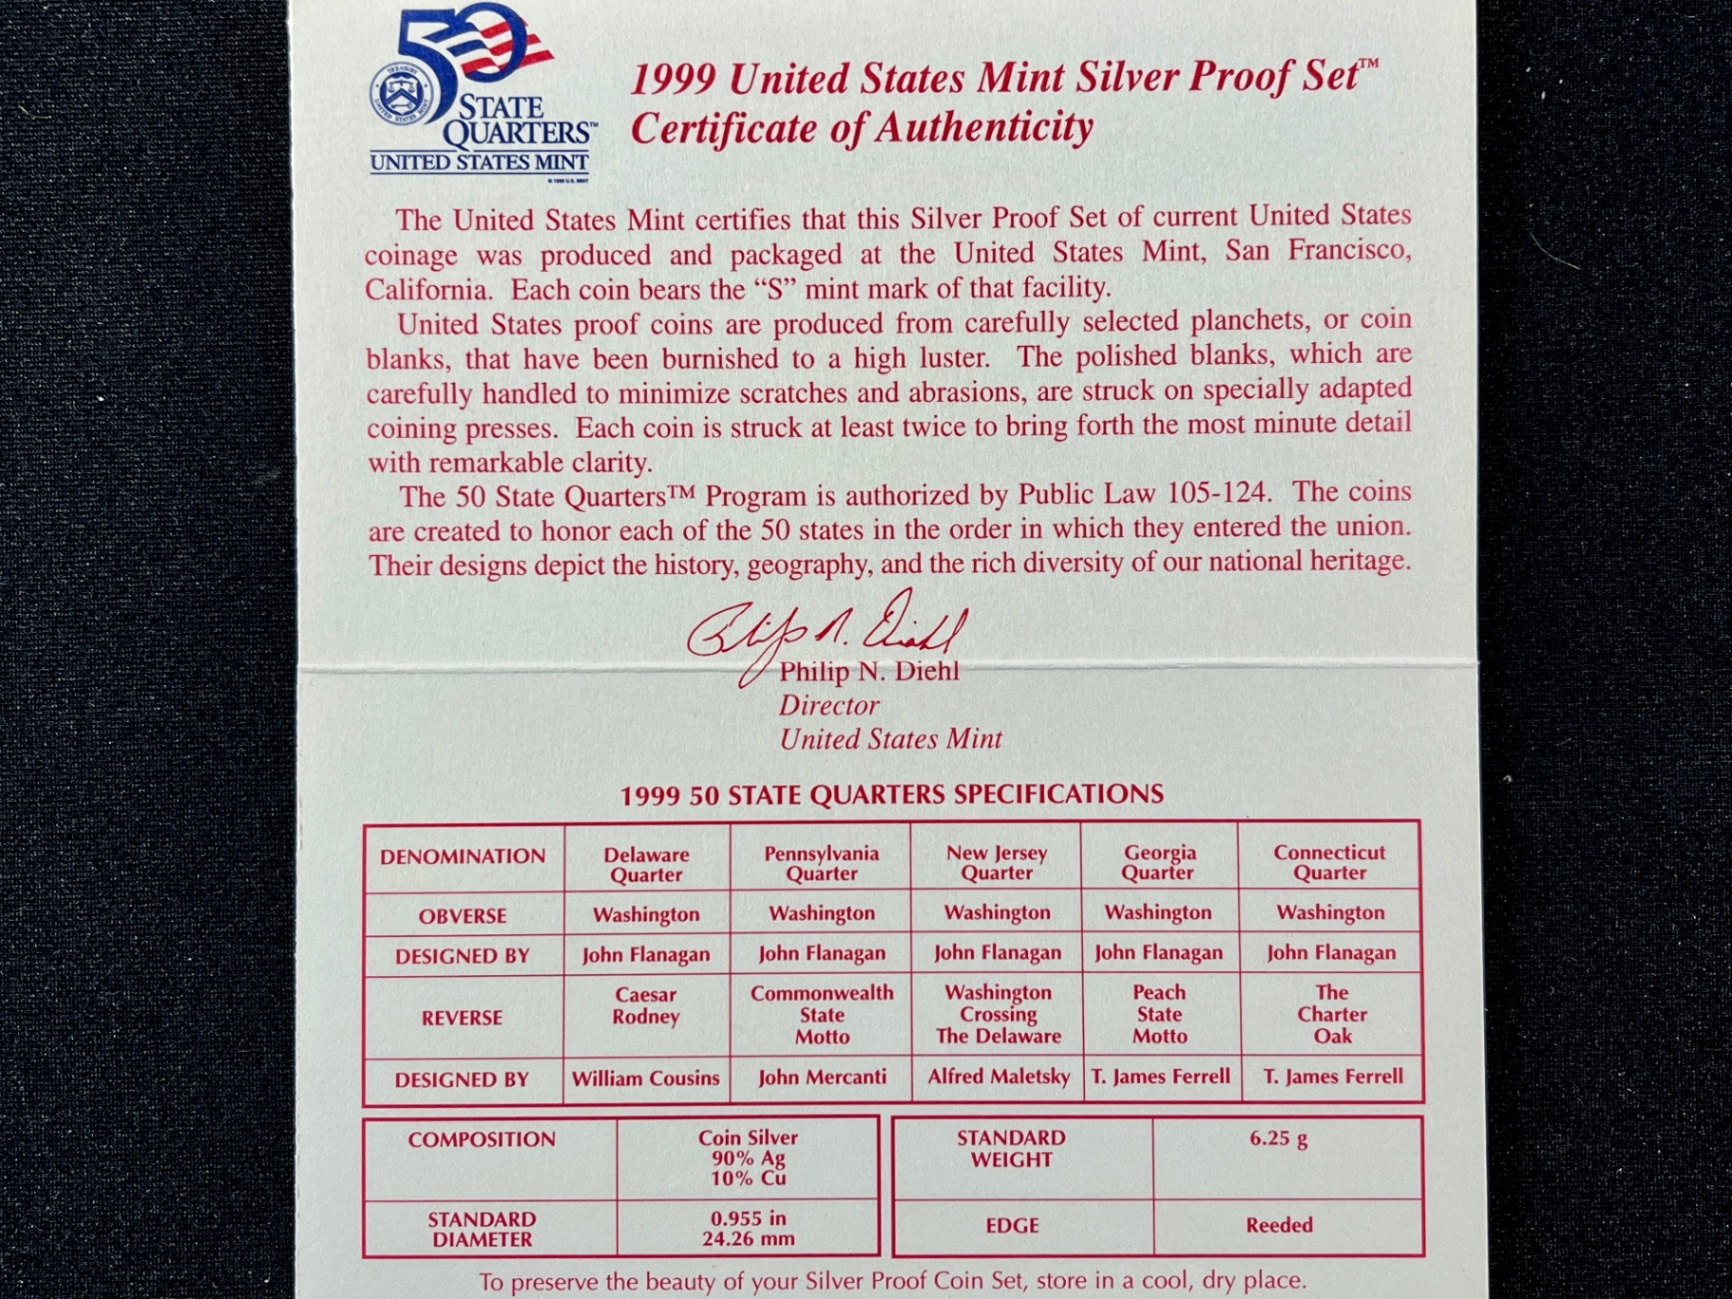 50
STATE
QUARTERS™
UNITED STATES MINT
1999 United States Mint Silver Proof Set™
Certificate of Authenticity
The United States Mint certifies that this Silver Proof Set of current United States
coinage was produced and packaged at the United States Mint, San Francisco,
California. Each coin bears the “S” mint mark of that facility.
United States proof coins are produced from carefully selected planchets, or coin
blanks, that have been burnished to a high luster. The polished blanks, which are
carefully handled to minimize scratches and abrasions, are struck on specially adapted
coining presses. Each coin is struck at least twice to bring forth the most minute detail
with remarkable clarity.
The 50 State Quarters™ Program is authorized by Public Law 105-124. The coins
are created to honor each of the 50 states in the order in which they entered the union.
Their designs depict the history, geography, and the rich diversity of our national heritage.
Philip N. Diehl
Philip N. Diehl
Director
United States Mint
1999 50 STATE QUARTERS SPECIFICATIONS
DENOMINATION Delaware Quarter Pennsylvania Quarter New Jersey Quarter Georgia Quarter Connecticut Quarter
OBVERSE Washington Washington Washington Washington Washington
DESIGNED BY John Flanagan John Flanagan John Flanagan John Flanagan John Flanagan
REVERSE Caesar Rodney Commonwealth State Motto Washington Crossing The Delaware Peach State Motto The Charter Oak
DESIGNED BY William Cousins John Mercanti Alfred Maletsky T. James Ferrell T. James Ferrell
COMPOSITION Coin Silver 90% Ag 10% Cu
STANDARD DIAMETER 0.955 in 24.26 mm
STANDARD WEIGHT 6.25 g
EDGE Reeded
To preserve the beauty of your Silver Proof Coin Set, store in a cool, dry place.